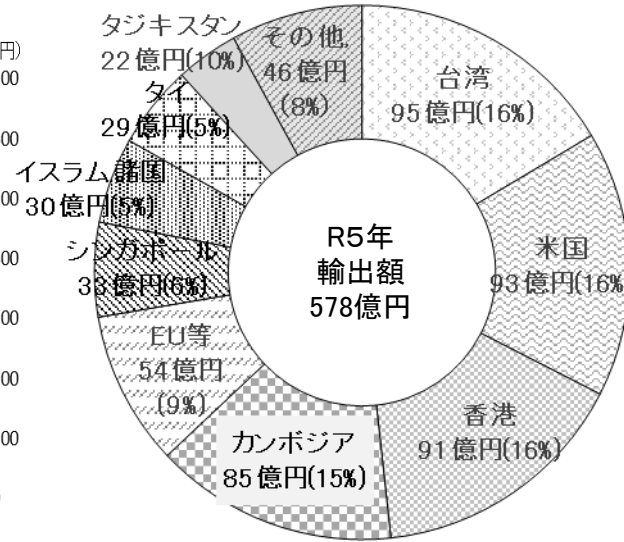 円)
00
00
00
00
00
00
00
タジキスタン
22億円(10%)
その他
46億円
(8%)
台湾
95億円(16%)
タイ
29億円(5%)
イスラム諸国
30億円(5%)
シンガポール
33億円(6%)
米国
93億円(16%
R5年
輸出額
578億円
EU等
54億円
(9%)
香港
91億円(16%)
カンボジア
85億円(15%)